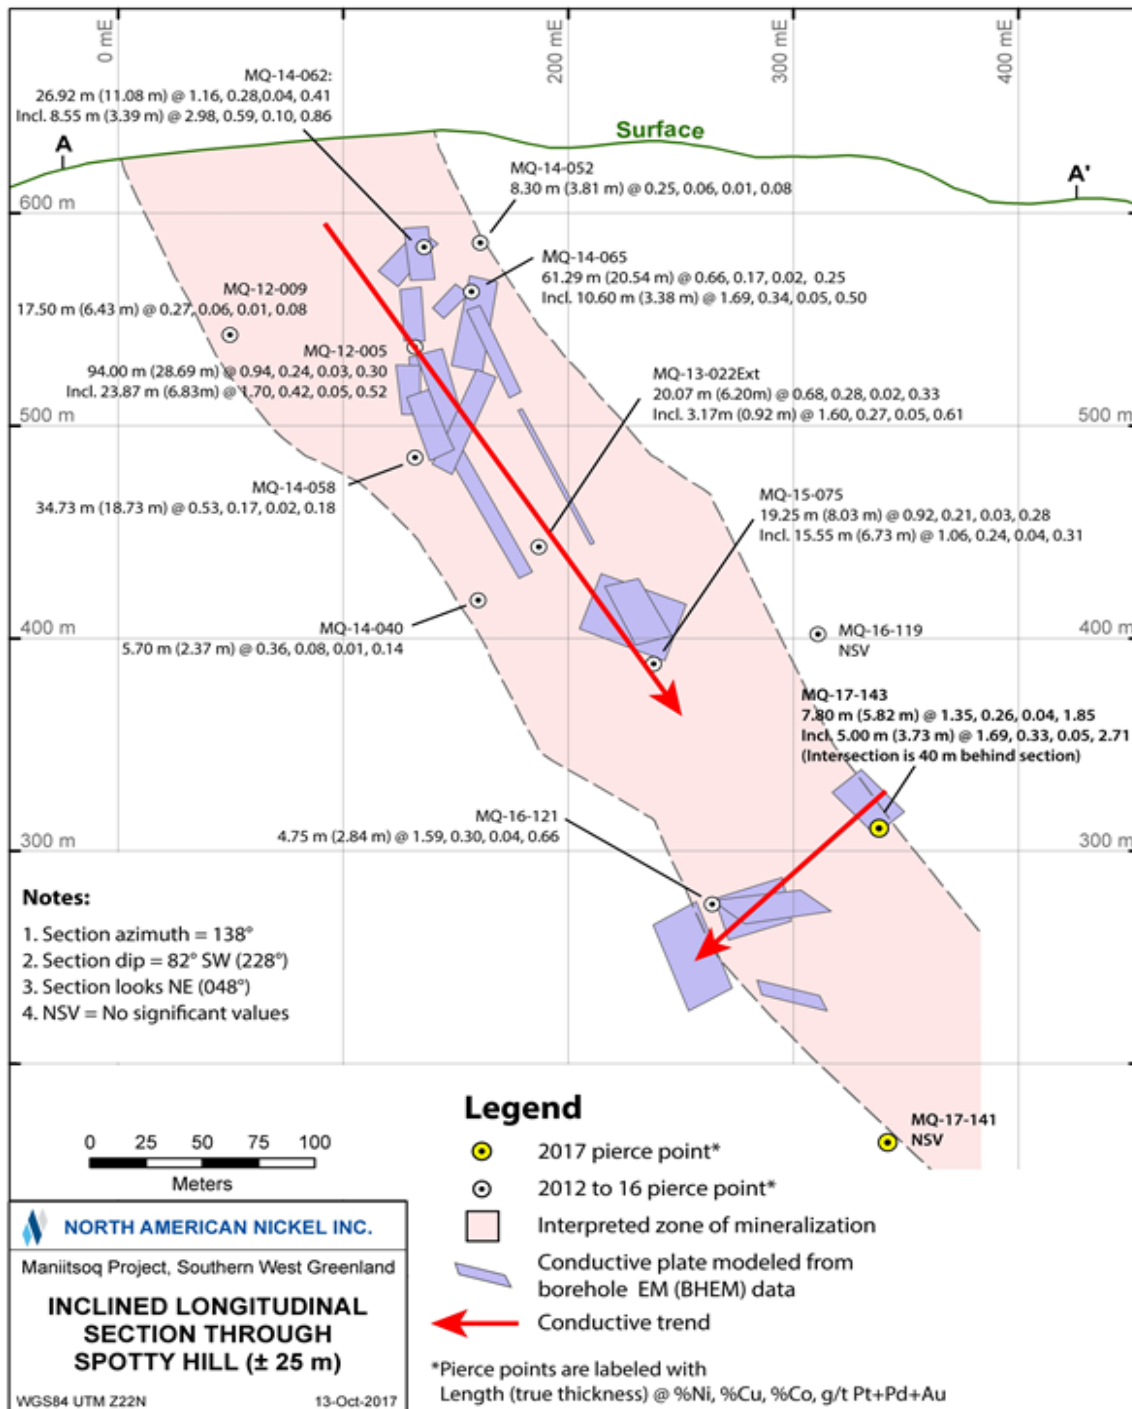 0 mE
200 mE
300 mE
400 mE
MQ-14-062:
26.92 m (11.08 m) @ 1.16, 0.28,0.04, 0.41
Incl. 8.55 m (3.39 m) @ 2.98, 0.59, 0.10, 0.86
Surface
A
A'
MQ-14-052
8.30 m (3.81 m) @ 0.25, 0.06, 0.01, 0.08
600 m
MQ-14-065
61.29 m (20.54 m) @ 0.66, 0.17, 0.02, 0.25
Incl. 10.60 m (3.38 m) @ 1.69, 0.34, 0.05, 0.50
MQ-12-009
17.50 m (6.43 m) @ 0.27, 0.06, 0.01, 0.08
MQ-12-005
94.00 m (28.69 m) @ 0.94, 0.24, 0.03, 0.30
Incl. 23.87 m (6.83m) @ 1.70, 0.42, 0.05, 0.52
MQ-13-022Ext
20.07 m (6.20m) @ 0.68, 0.28, 0.02, 0.33
Incl. 3.17m (0.92 m) @ 1.60, 0.27, 0.05, 0.61
500 m
500 m
MQ-14-058
34.73 m (18.73 m) @ 0.53, 0.17, 0.02, 0.18
MQ-15-075
19.25 m (8.03 m) @ 0.92, 0.21, 0.03, 0.28
Incl. 15.55 m (6.73 m) @ 1.06, 0.24, 0.04, 0.31
MQ-14-040
5.70 m (2.37 m) @ 0.36, 0.08, 0.01, 0.14
400 m
400 m
MQ-16-119
NSV
MQ-17-143
7.80 m (5.82 m) @ 1.35, 0.26, 0.04, 1.85
Incl. 5.00 m (3.73 m) @ 1.69, 0.33, 0.05, 2.71
(Intersection is 40 m behind section)
MQ-16-121
4.75 m (2.84 m) @ 1.59, 0.30, 0.04, 0.66
300 m
300 m
Notes:
1. Section azimuth = 138°
2. Section dip = 82° SW (228°)
3. Section looks NE (048°)
4. NSV = No significant values
MQ-17-141
NSV
0 25 50 75 100
Meters
Legend
2017 pierce point*
2012 to 16 pierce point*
Interpreted zone of mineralization
Conductive plate modeled from
borehole EM (BHEM) data
Conductive trend
*Pierce points are labeled with
Length (true thickness) @ %Ni, %Cu, %Co, g/t Pt+Pd+Au
NORTH AMERICAN NICKEL INC.
Maniitsoq Project, Southern West Greenland
INCLINED LONGITUDINAL
SECTION THROUGH
SPOTTY HILL (± 25 m)
WGS84 UTM Z22N 13-Oct-2017